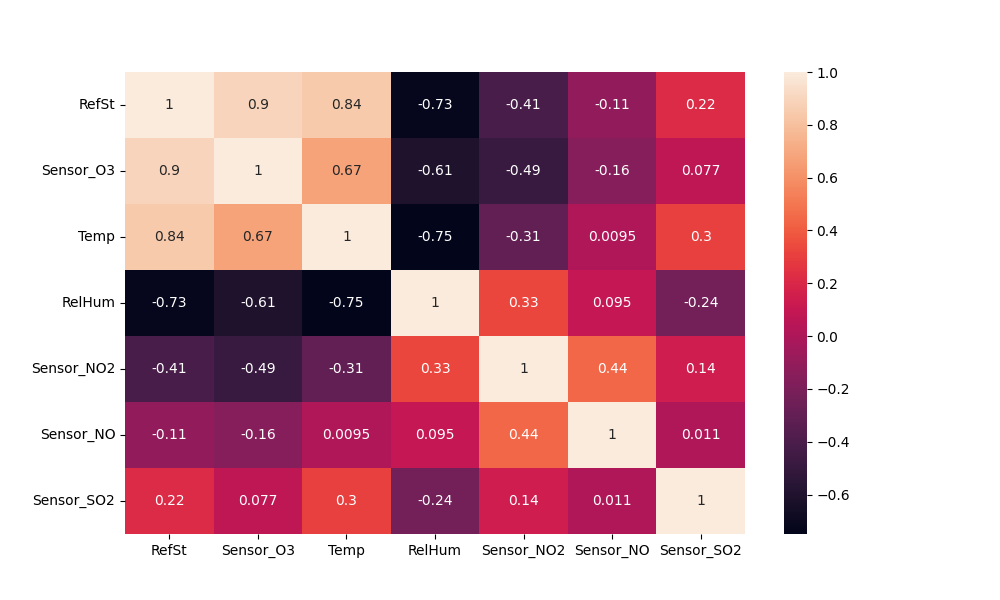 RefSt 1 0.9 0.84 -0.73 -0.41 -0.11 0.22
Sensor_O3 0.9 1 0.67 -0.61 -0.49 -0.16 0.077
Temp 0.84 0.67 1 -0.75 -0.31 0.0095 0.3
RelHum -0.73 -0.61 -0.75 1 0.33 0.095 -0.24
Sensor_NO2 -0.41 -0.49 -0.31 0.33 1 0.44 0.14
Sensor_NO -0.11 -0.16 0.0095 0.095 0.44 1 0.011
Sensor_SO2 0.22 0.077 0.3 -0.24 0.14 0.011 1
RefSt Sensor_O3 Temp RelHum Sensor_NO2 Sensor_NO Sensor_SO2
1.0
0.8
0.6
0.4
0.2
0.0
−0.2
−0.4
−0.6